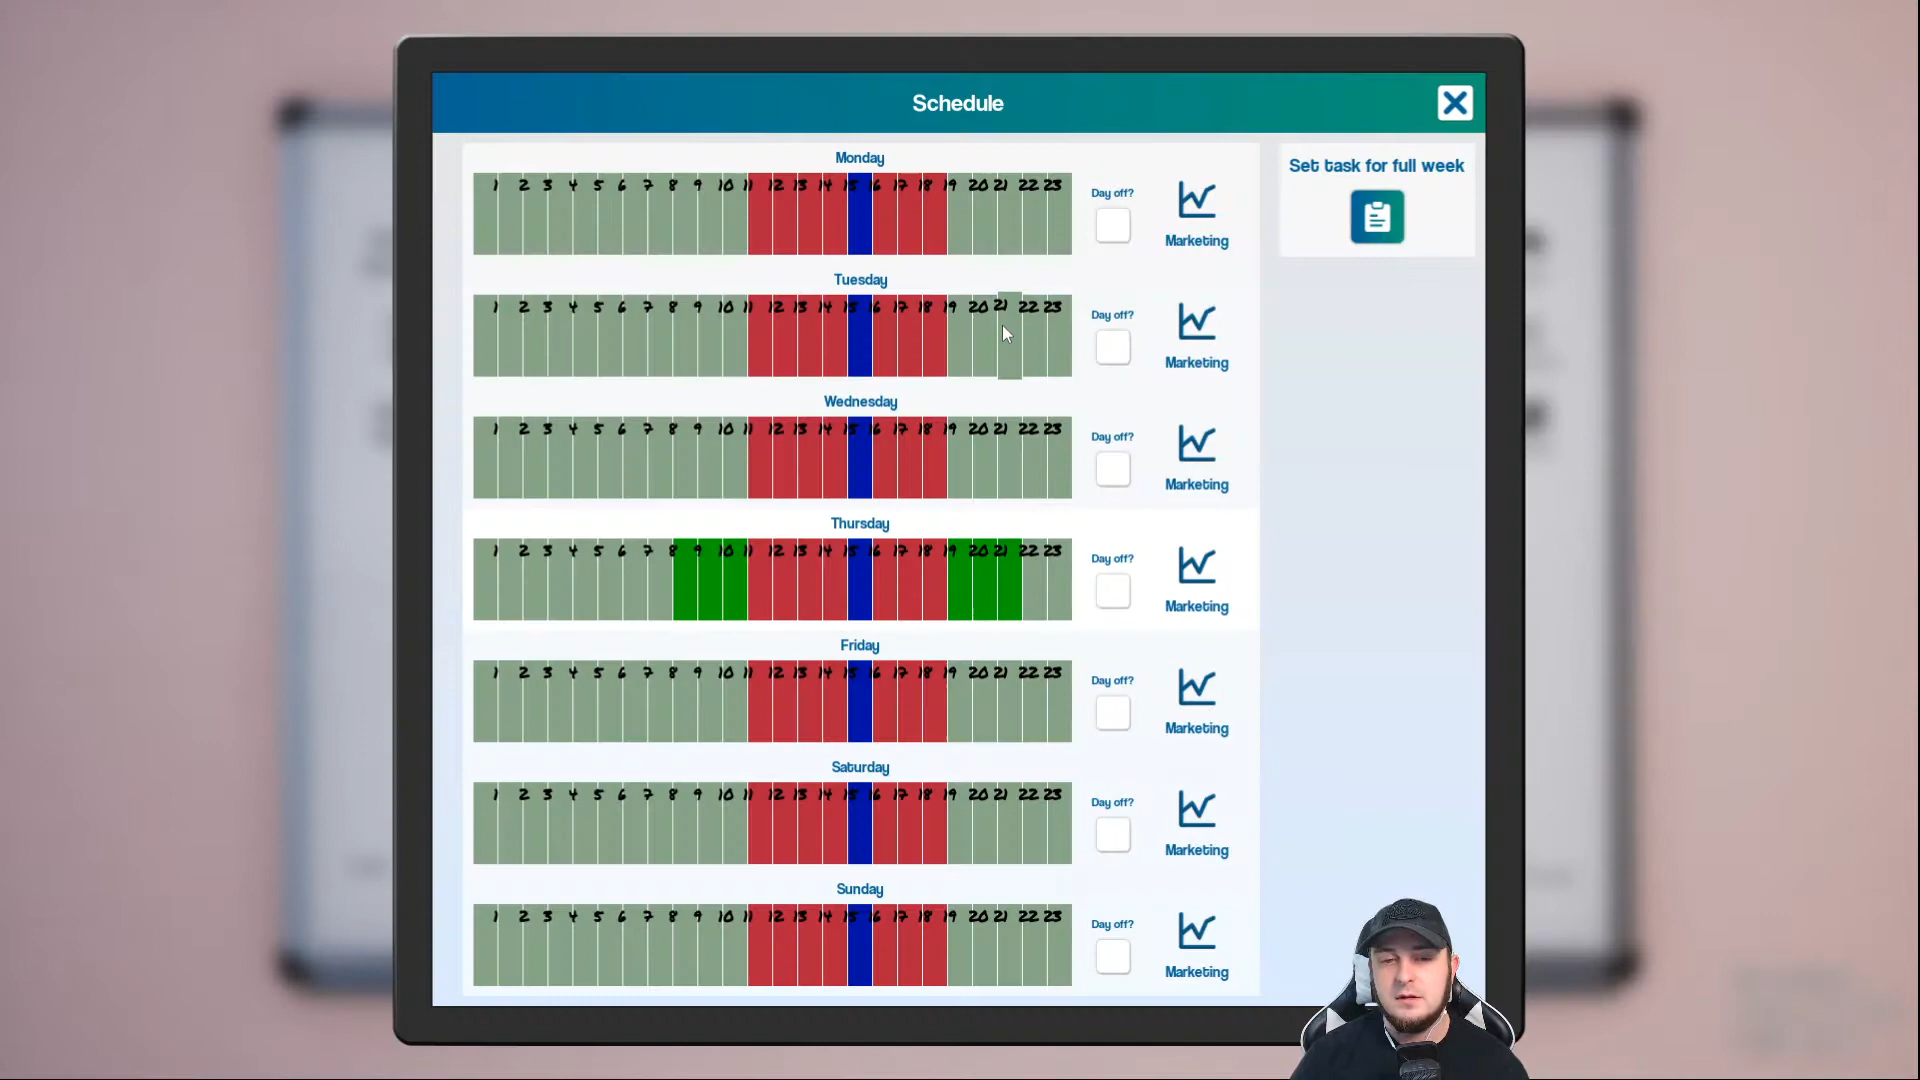 Schedule
Monday
1 2 3 4 5 6 7 8 9 10 11 12 13 14 15 16 17 18 19 20 21 22 23
Day off?
Marketing
Set task for full week
Tuesday
1 2 3 4 5 6 7 8 9 10 11 12 13 14 15 16 17 18 19 20 21 22 23
Day off?
Marketing
Wednesday
1 2 3 4 5 6 7 8 9 10 11 12 13 14 15 16 17 18 19 20 21 22 23
Day off?
Marketing
Thursday
1 2 3 4 5 6 7 8 9 10 11 12 13 14 15 16 17 18 19 20 21 22 23
Day off?
Marketing
Friday
1 2 3 4 5 6 7 8 9 10 11 12 13 14 15 16 17 18 19 20 21 22 23
Day off?
Marketing
Saturday
1 2 3 4 5 6 7 8 9 10 11 12 13 14 15 16 17 18 19 20 21 22 23
Day off?
Marketing
Sunday
1 2 3 4 5 6 7 8 9 10 11 12 13 14 15 16 17 18 19 20 21 22 23
Day off?
Marketing